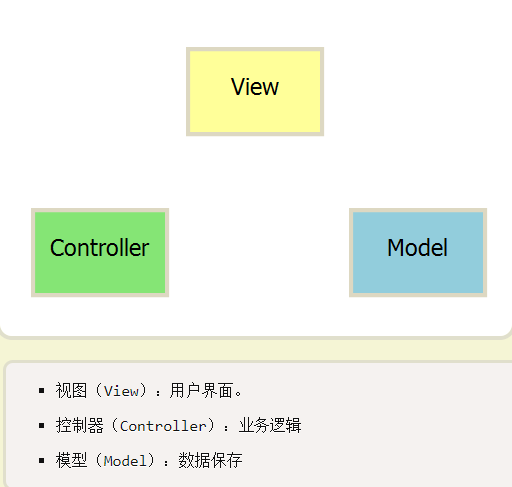 View
Controller
Model
视图（View）：用户界面。
控制器（Controller）：业务逻辑
模型（Model）：数据保存